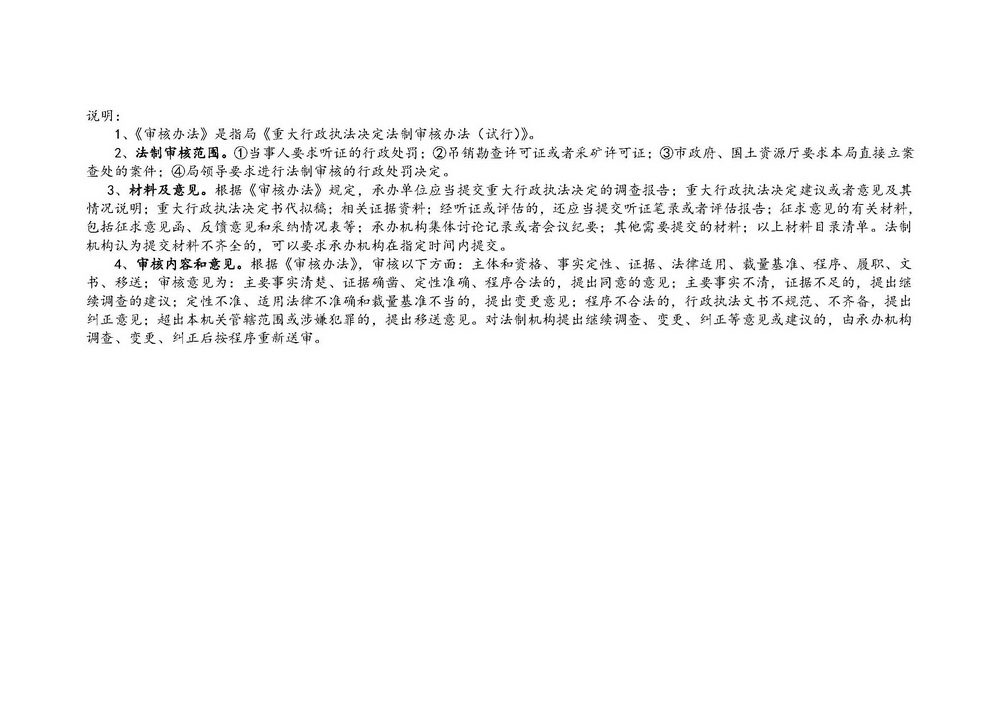 说明：
1、《审核办法》是指局《重大行政执法决定法制审核办法（试行）》。
2、法制审核范围。①当事人要求听证的行政处罚；②吊销勘查许可证或者采矿许可证；③市政府、国土资源厅要求本局直接立案
查处的案件；④局领导要求进行法制审核的行政处罚决定。
3、材料及意见。根据《审核办法》规定，承办单位应当提交重大行政执法决定的调查报告；重大行政执法决定建议或者意见及其
情况说明；重大行政执法决定书代拟稿；相关证据资料；经听证或评估的，还应当提交听证笔录或者评估报告；征求意见的有关材料，
包括征求意见函、反馈意见和采纳情况表等；承办机构集体讨论记录或者会议纪要；其他需要提交的材料；以上材料目录清单。法制
机构认为提交材料不齐全的，可以要求承办机构在指定时间内提交。
4、审核内容和意见。根据《审核办法》，审核以下方面：主体和资格、事实定性、证据、法律适用、裁量基准、程序、履职、文
书、移送；审核意见为：主要事实清楚、证据确凿、定性准确、程序合法的，提出同意的意见；主要事实不清，证据不足的，提出继
续调查的建议；定性不准、适用法律不准确和裁量基准不当的，提出变更意见；程序不合法的，行政执法文书不规范、不齐备，提出
纠正意见；超出本机关管辖范围或涉嫌犯罪的，提出移送意见。对法制机构提出继续调查、变更、纠正等意见或建议的，由承办机构
调查、变更、纠正后按程序重新送审。